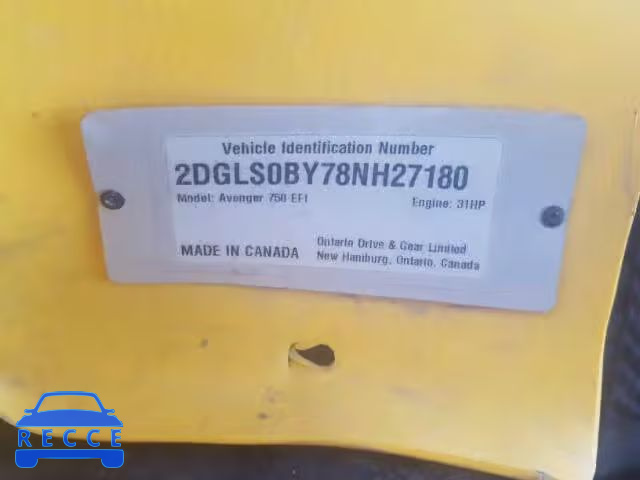 Vehicle Identification Number
2DGLS0BY78NH27180
Model: Avenger 750 EFI
Engine: 31HP
MADE IN CANADA
Ontario Drive & Gear Limited
New Hamburg, Ontario, Canada
RECCE